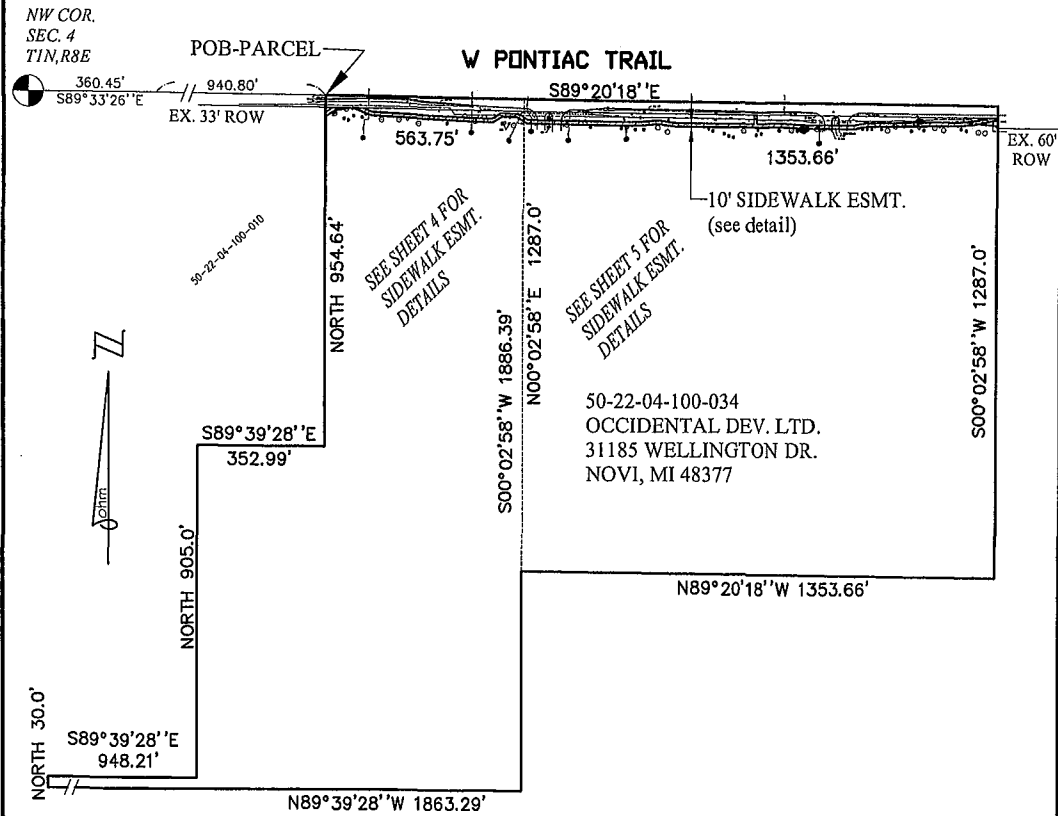 NW COR.
SEC. 4
T1N,R8E
POB-PARCEL
W PONTIAC TRAIL
360.45'
940.80'
S89°33'26''E
S89°20'18''E
EX. 33' ROW
563.75'
1353.66'
EX. 60'
ROW
10' SIDEWALK ESMT.
(see detail)
50-22-04-100-010
NORTH 954.64'
SEE SHEET 4 FOR
SIDEWALK ESMT.
DETAILS
S00°02'58''W 1886.39'
N00°02'58''E 1287.0'
SEE SHEET 5 FOR
SIDEWALK ESMT.
DETAILS
S00°02'58''W 1287.0'
N
ohm
50-22-04-100-034
OCCIDENTAL DEV. LTD.
31185 WELLINGTON DR.
NOVI, MI 48377
S89°39'28''E
352.99'
NORTH 905.0'
N89°20'18''W 1353.66'
NORTH 30.0'
S89°39'28''E
948.21'
N89°39'28''W 1863.29'